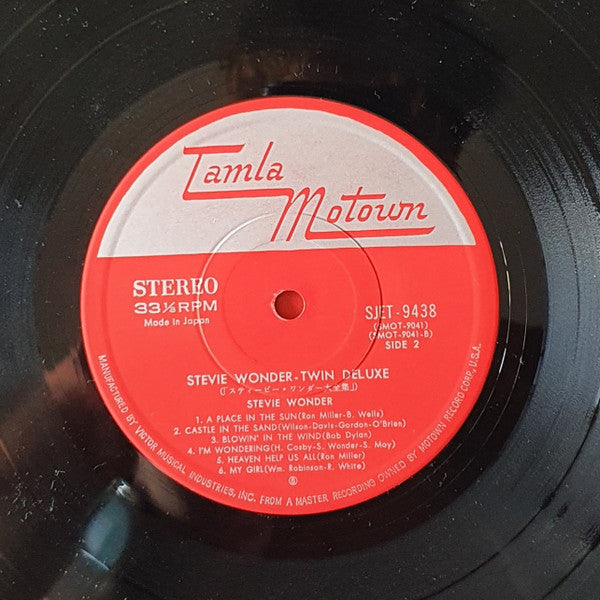 Tamla
Motown
STEREO
33⅓RPM
Made in Japan
SJET-9438
(SMOT-9041)
(SMOT-9041-B)
SIDE 2
STEVIE WONDER-TWIN DELUXE
(「スティービー・ワンダー大全集」)
STEVIE WONDER
1. A PLACE IN THE SUN(Ron Miller-B. Wells)
2. CASTLE IN THE SAND(Wilson-Davis-Gordon-O'Brien)
3. BLOWIN' IN THE WIND(Bob Dylan)
4. I'M WONDERING(H. Cosby-S. Wonder-S. Moy)
5. HEAVEN HELP US ALL(Ron Miller)
6. MY GIRL(Wm. Robinson-R. White)
MANUFACTURED BY VICTOR MUSICAL INDUSTRIES, INC. FROM A MASTER RECORDING OWNED BY MOTOWN RECORD CORP., U.S.A.